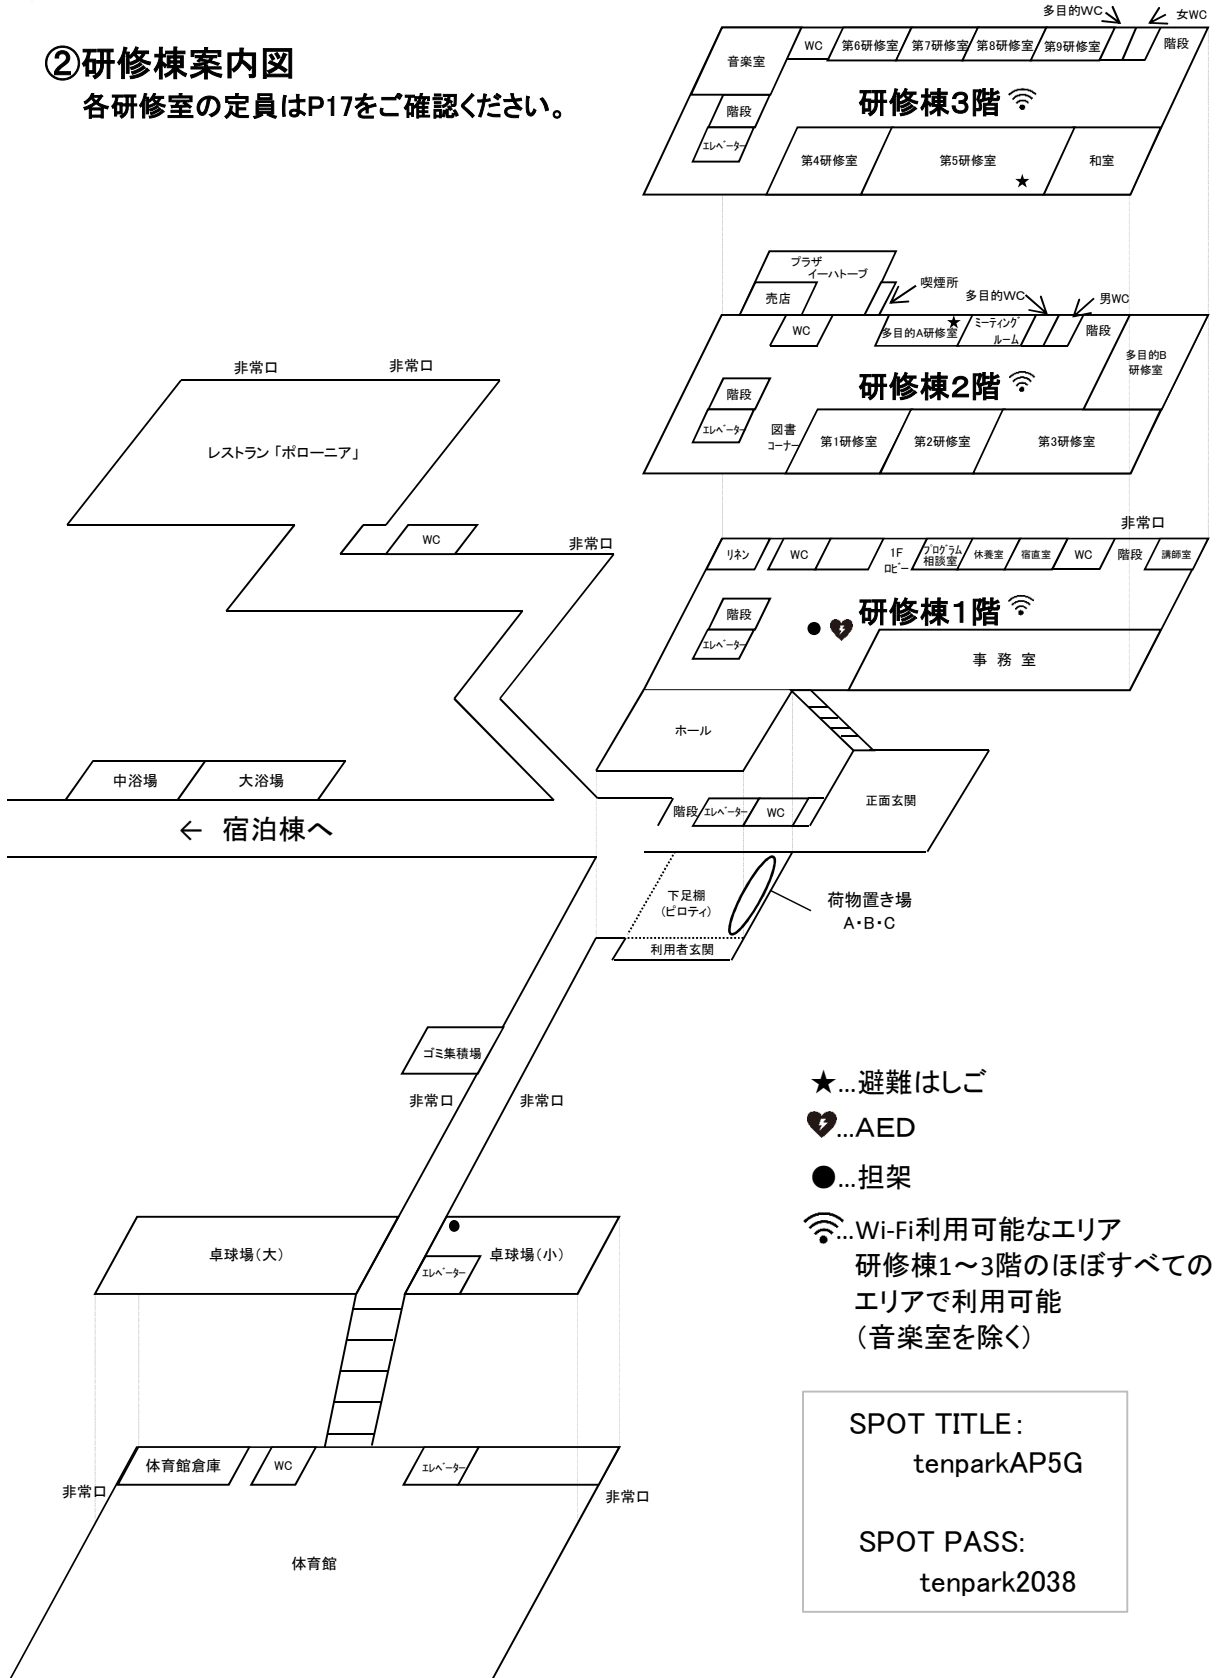 ②研修棟案内図
各研修室の定員はP17をご確認ください。
多目的WC
女WC
音楽室
WC
第6研修室
第7研修室
第8研修室
第9研修室
階段
研修棟3階
階段
エレベーター
第4研修室
第5研修室
★
和室
プラザ
イーハトーブ
売店
喫煙所
多目的WC
男WC
WC
★
多目的A研修室
ミーティング
ルーム
階段
多目的B
研修室
研修棟2階
階段
エレベーター
図書
コーナー
第1研修室
第2研修室
第3研修室
非常口
非常口
レストラン「ポローニア」
WC
非常口
非常口
リネン
WC
1F
ロビー
プログラム
相談室
休養室
宿直室
WC
階段
講師室
研修棟1階
階段
エレベーター
●
事 務 室
ホール
中浴場
大浴場
← 宿泊棟へ
階段
エレベーター
WC
正面玄関
下足棚
(ピロティ)
荷物置き場
A・B・C
利用者玄関
ゴミ集積場
非常口
非常口
卓球場(大)
●
卓球場(小)
エレベーター
体育館倉庫
WC
エレベーター
非常口
非常口
体育館
★…避難はしご
…AED
●…担架
…Wi-Fi利用可能なエリア
研修棟1～3階のほぼすべての
エリアで利用可能
(音楽室を除く)
SPOT TITLE:
tenparkAP5G
SPOT PASS:
tenpark2038